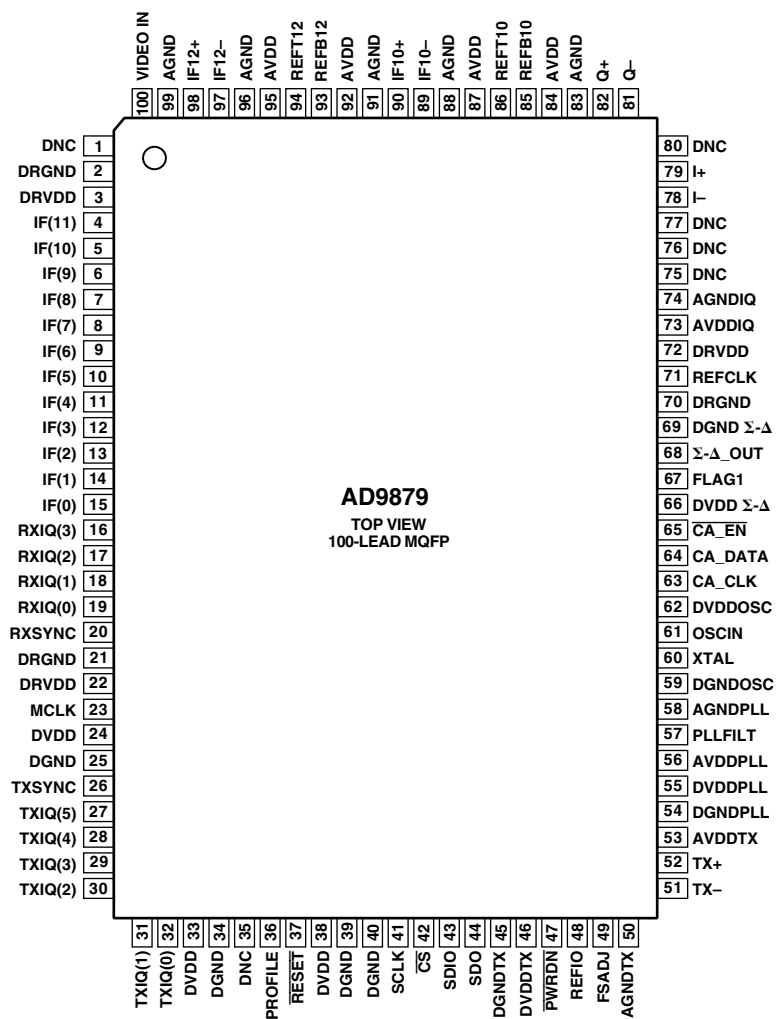 VIDEO IN
AGND
IF12+
IF12–
AGND
AVDD
REFT12
REFB12
AVDD
AGND
IF10+
IF10–
AGND
AVDD
REFT10
REFB10
AVDD
AGND
Q+
Q–
100
99
98
97
96
95
94
93
92
91
90
89
88
87
86
85
84
83
82
81
DNC 1
DRGND 2
DRVDD 3
IF(11) 4
IF(10) 5
IF(9) 6
IF(8) 7
IF(7) 8
IF(6) 9
IF(5) 10
IF(4) 11
IF(3) 12
IF(2) 13
IF(1) 14
IF(0) 15
RXIQ(3) 16
RXIQ(2) 17
RXIQ(1) 18
RXIQ(0) 19
RXSYNC 20
DRGND 21
DRVDD 22
MCLK 23
DVDD 24
DGND 25
TXSYNC 26
TXIQ(5) 27
TXIQ(4) 28
TXIQ(3) 29
TXIQ(2) 30
AD9879
TOP VIEW
100-LEAD MQFP
80 DNC
79 I+
78 I–
77 DNC
76 DNC
75 DNC
74 AGNDIQ
73 AVDDIQ
72 DRVDD
71 REFCLK
70 DRGND
69 DGND Σ-Δ
68 Σ-Δ_OUT
67 FLAG1
66 DVDD Σ-Δ
65 CA_EN
64 CA_DATA
63 CA_CLK
62 DVDDOSC
61 OSCIN
60 XTAL
59 DGNDOSC
58 AGNDPLL
57 PLLFILT
56 AVDDPLL
55 DVDDPLL
54 DGNDPLL
53 AVDDTX
52 TX+
51 TX–
31
32
33
34
35
36
37
38
39
40
41
42
43
44
45
46
47
48
49
50
TXIQ(1)
TXIQ(0)
DVDD
DGND
DNC
PROFILE
RESET
DVDD
DGND
DGND
SCLK
CS
SDIO
SDO
DGNDTX
DVDDTX
PWRDN
REFIO
FSADJ
AGNDTX